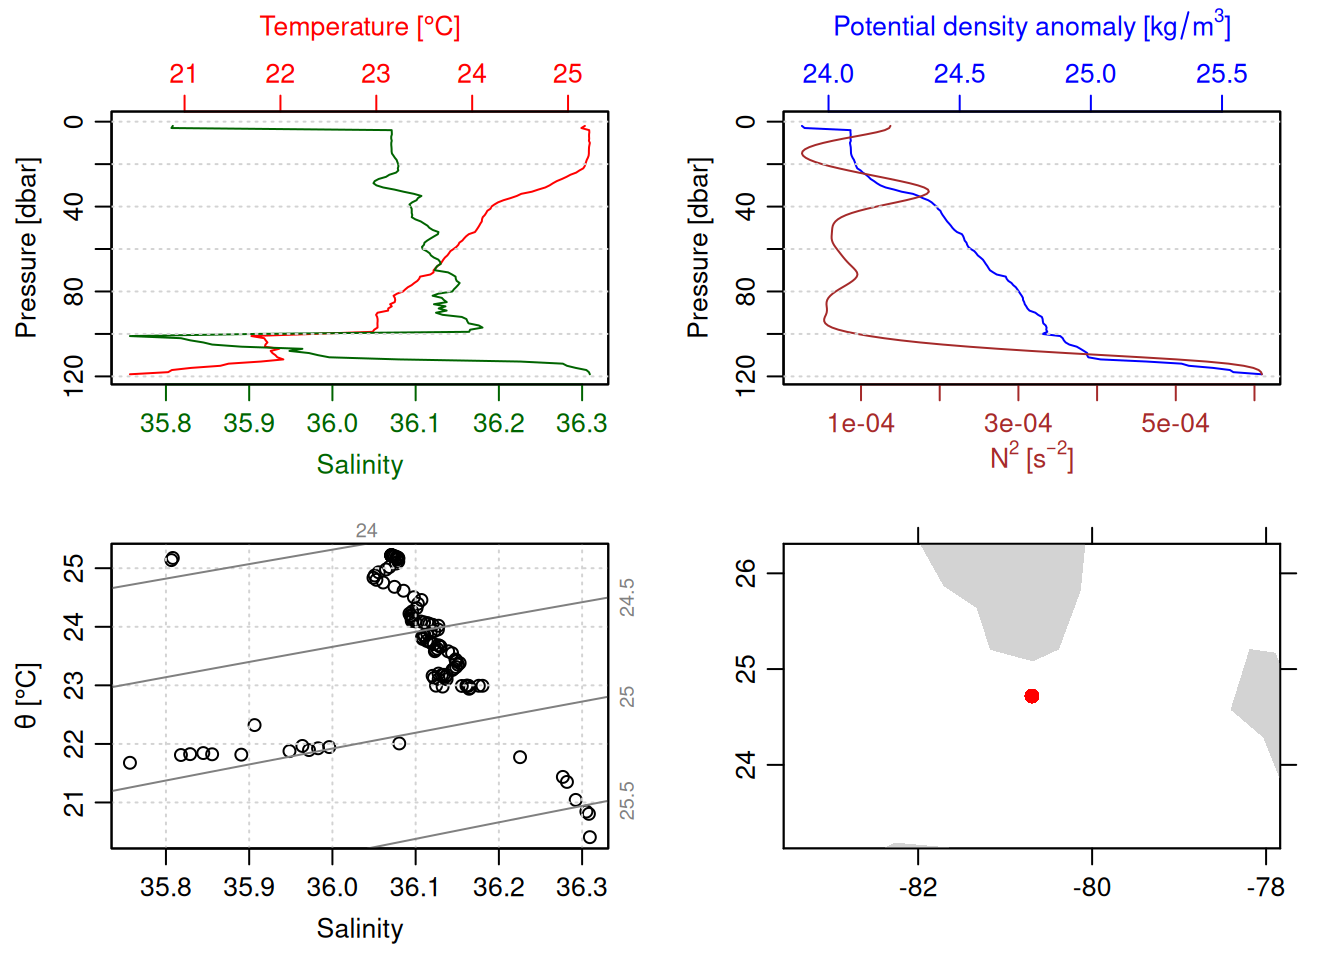 Temperature [°C]
21 22 23 24 25
Pressure [dbar]
0 40 80 120
35.8 35.9 36.0 36.1 36.2 36.3
Salinity
Potential density anomaly [kg/m³]
24.0 24.5 25.0 25.5
Pressure [dbar]
0 40 80 120
1e-04 3e-04 5e-04
N² [s⁻²]
24
24.5
25
25.5
θ [°C]
25 24 23 22 21
35.8 35.9 36.0 36.1 36.2 36.3
Salinity
26 25 24
-82 -80 -78